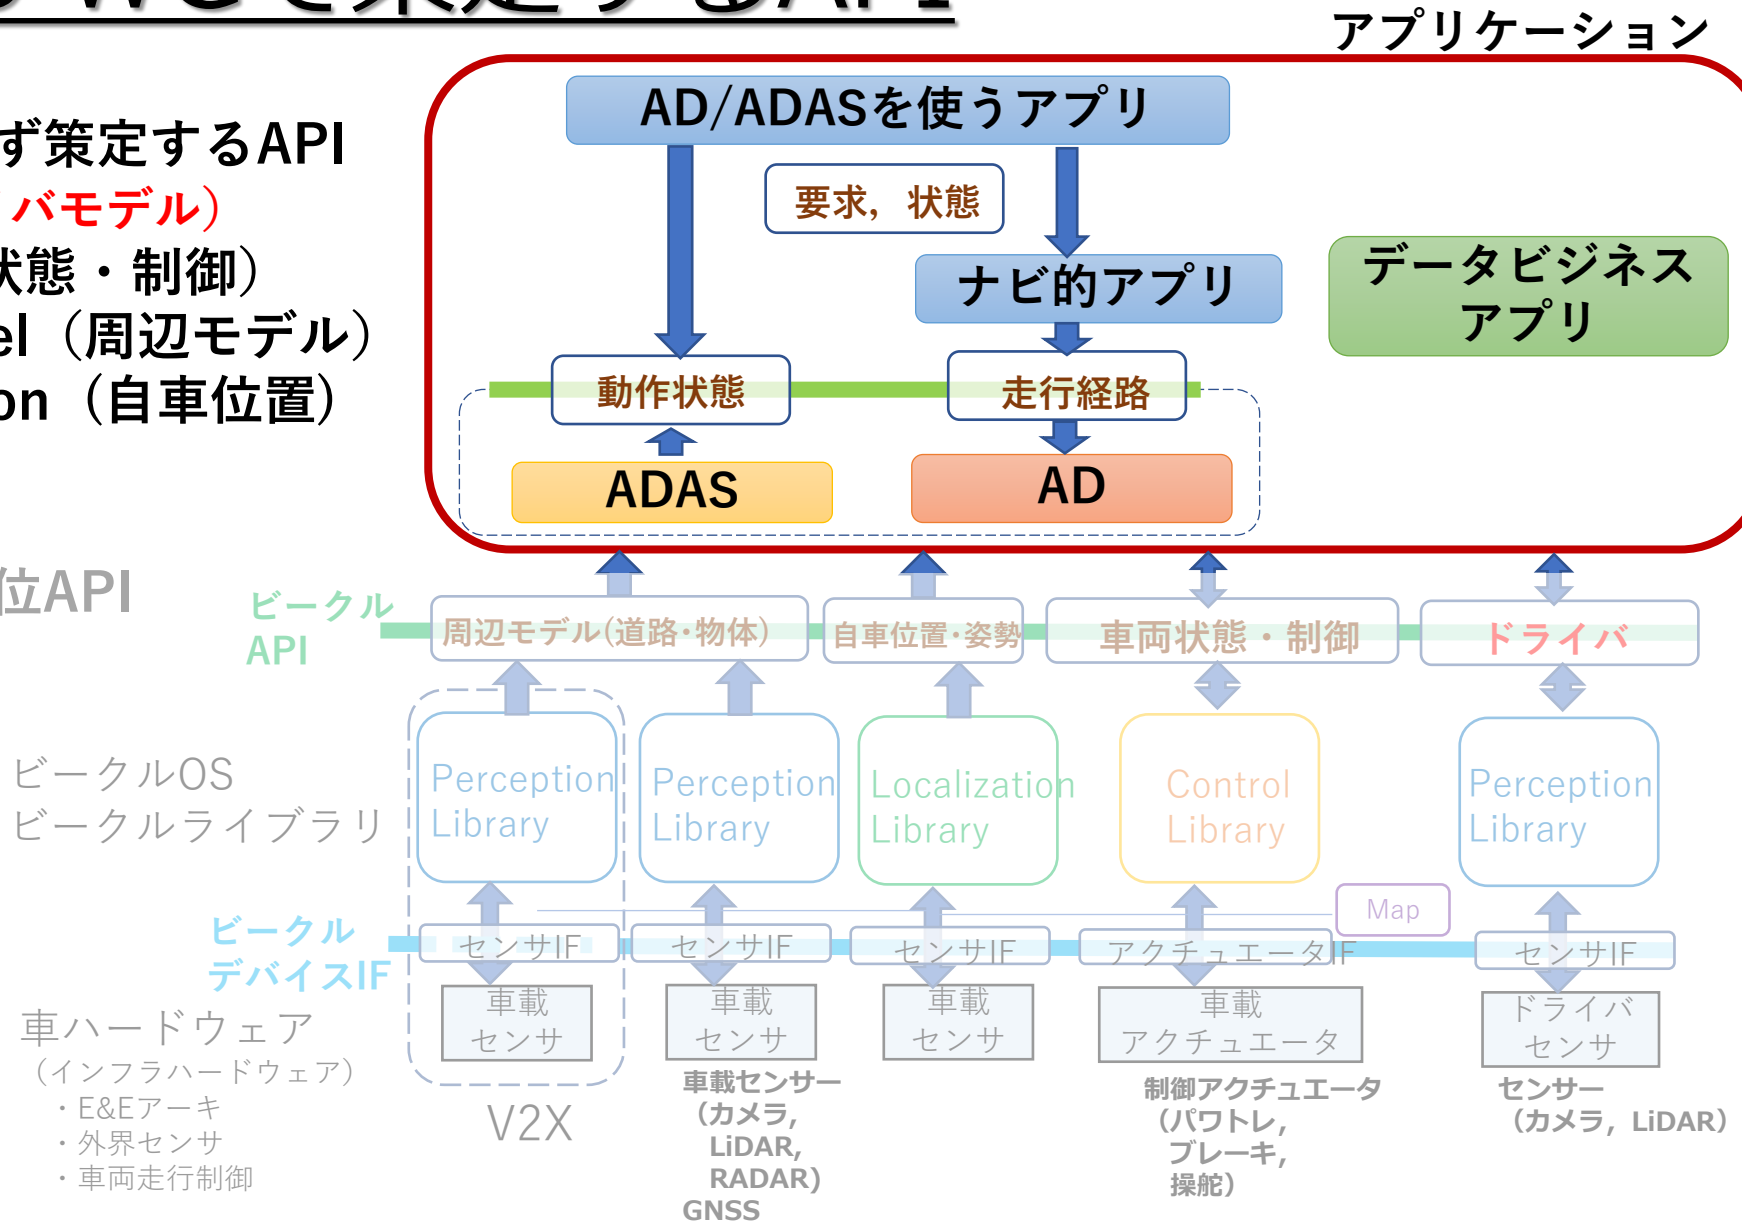 WGで策定するAPI
アプリケーション
ず策定するAPI
バモデル）
状態・制御）
el（周辺モデル）
on（自車位置）
AD/ADASを使うアプリ
要求，状態
ナビ的アプリ
データビジネス
アプリ
動作状態
走行経路
ADAS
AD
位API
ビークル
API
周辺モデル(道路･物体)
自車位置･姿勢
車両状態・制御
ドライバ
ビークルOS
ビークルライブラリ
Perception
Library
Perception
Library
Localization
Library
Control
Library
Perception
Library
Map
ビークル
デバイスIF
センサIF
センサIF
センサIF
アクチュエータIF
センサIF
車載
センサ
車載
センサ
車載
センサ
車載
アクチュエータ
ドライバ
センサ
車ハードウェア
（インフラハードウェア）
・E&Eアーキ
・外界センサ
・車両走行制御
V2X
車載センサー
（カメラ，
LiDAR,
RADAR)
GNSS
制御アクチュエータ
（パワトレ，
ブレーキ，
操舵）
センサー
（カメラ，LiDAR）